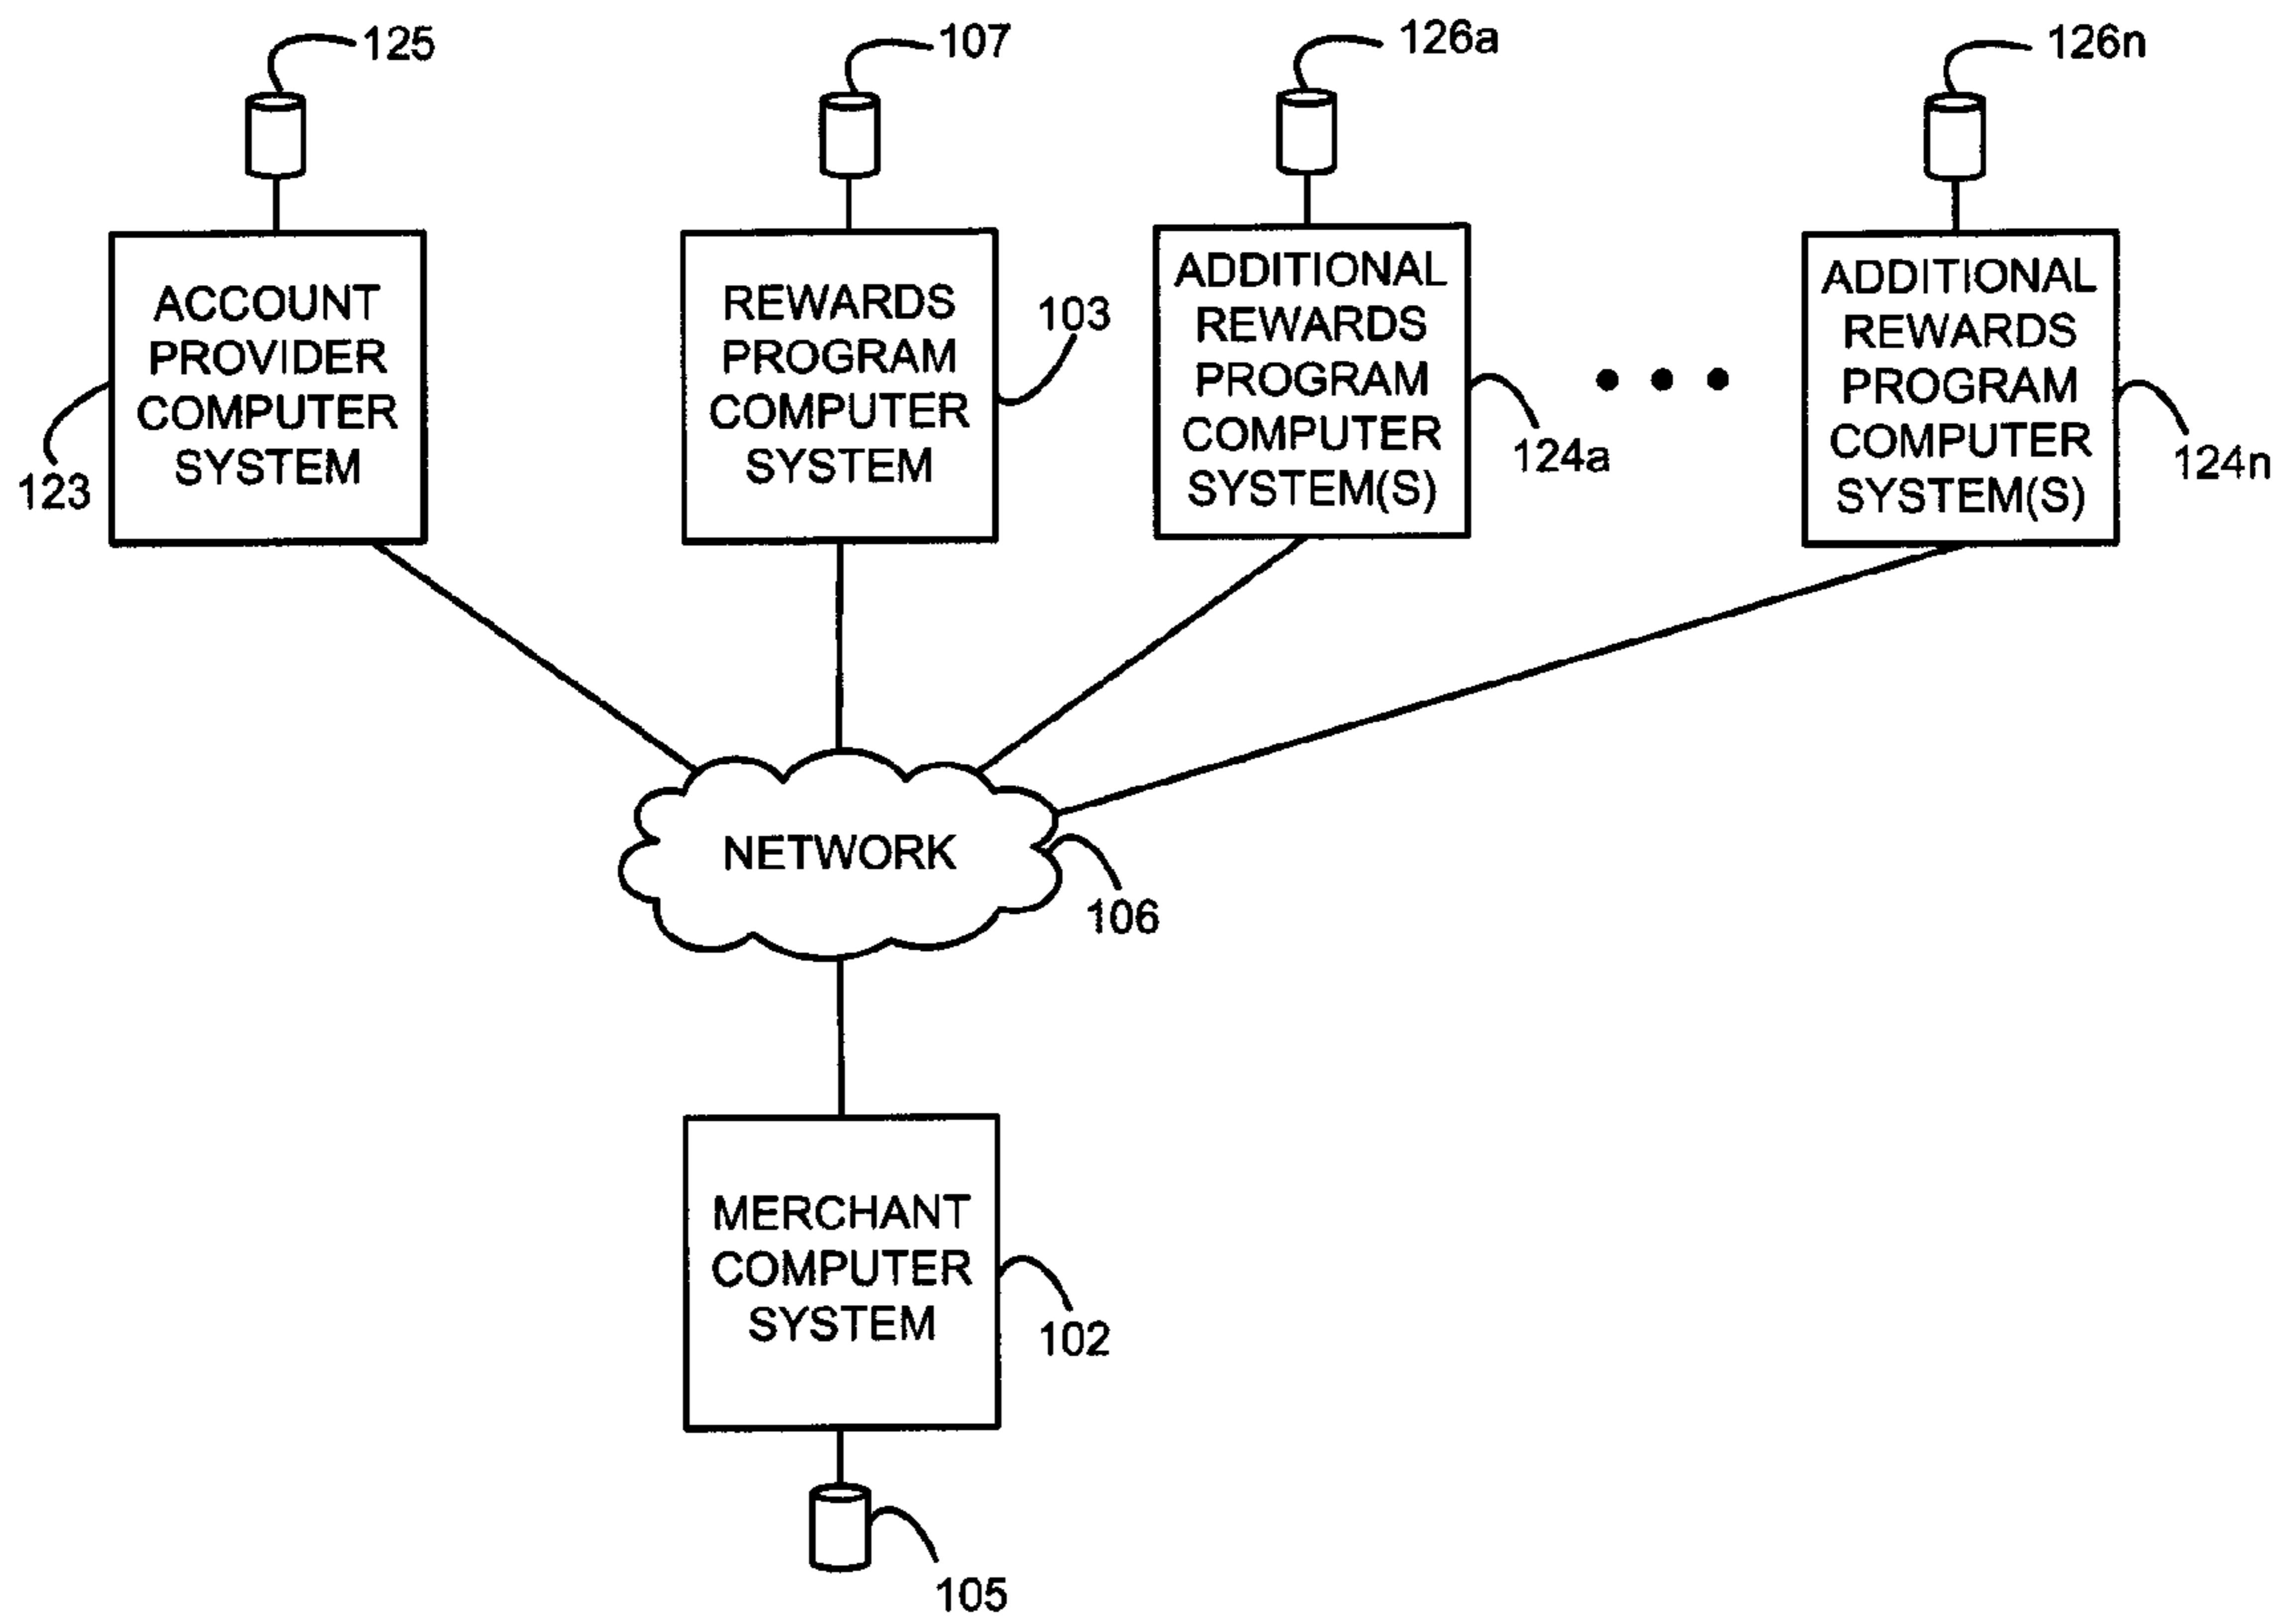 125
107
126a
126n
ACCOUNT
PROVIDER
COMPUTER
SYSTEM
123
REWARDS
PROGRAM
COMPUTER
SYSTEM
103
ADDITIONAL
REWARDS
PROGRAM
COMPUTER
SYSTEM(S)
124a
ADDITIONAL
REWARDS
PROGRAM
COMPUTER
SYSTEM(S)
124n
NETWORK
106
MERCHANT
COMPUTER
SYSTEM
102
105